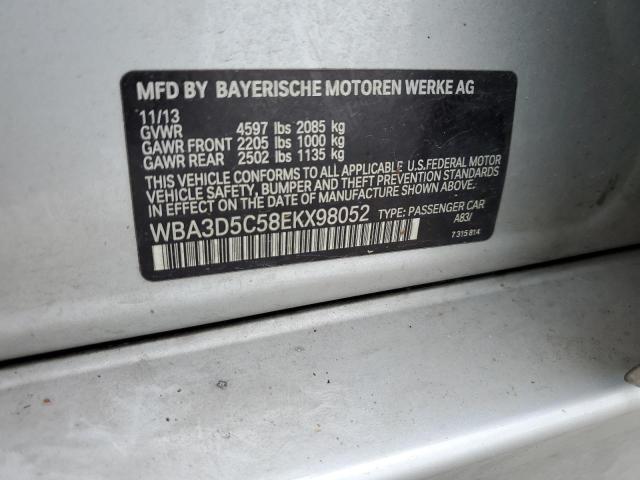 MFD BY BAYERISCHE MOTOREN WERKE AG
11/13
GVWR 4597 lbs 2085 kg
GAWR FRONT 2205 lbs 1000 kg
GAWR REAR 2502 lbs 1135 kg
THIS VEHICLE CONFORMS TO ALL APPLICABLE U.S.FEDERAL MOTOR
VEHICLE SAFETY, BUMPER AND THEFT PREVENTION STANDARDS
IN EFFECT ON THE DATE OF MANUFACTURE SHOWN ABOVE.
WBA3D5C58EKX98052 TYPE: PASSENGER CAR
A83/
7 315 814